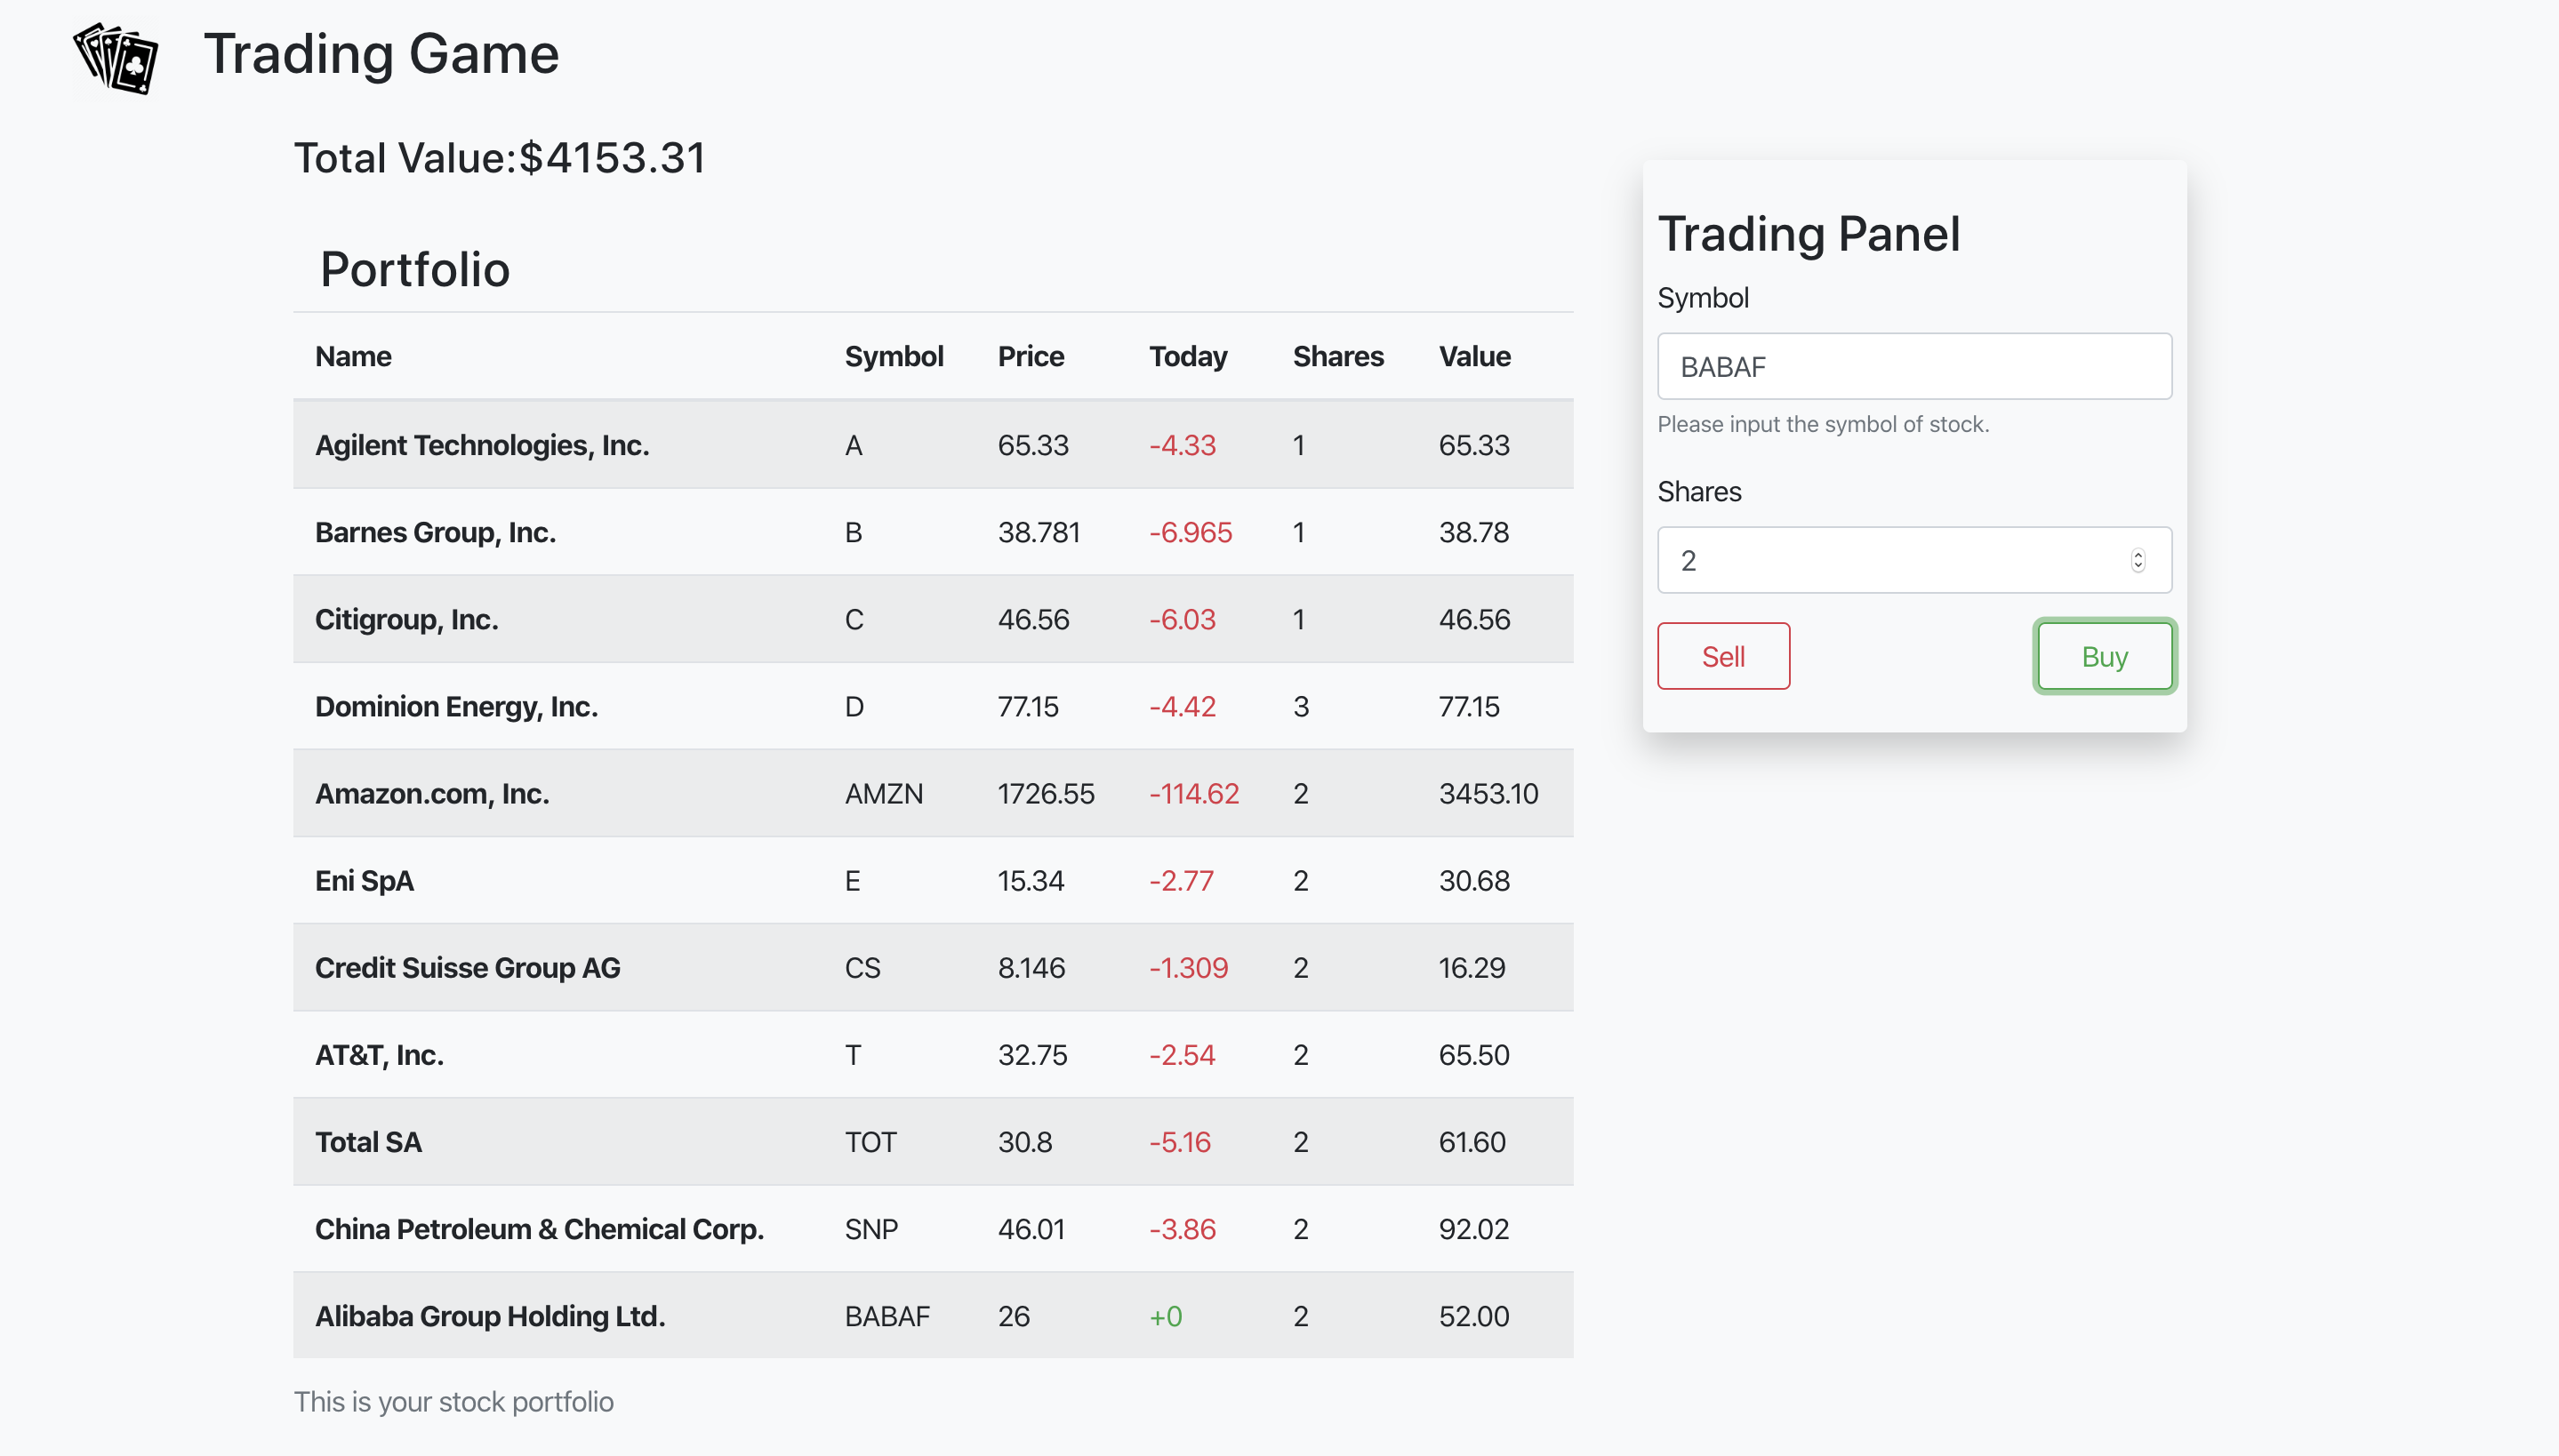 Trading Game
Total Value:$4153.31
Portfolio
Name Symbol Price Today Shares Value
Agilent Technologies, Inc. A 65.33 -4.33 1 65.33
Barnes Group, Inc. B 38.781 -6.965 1 38.78
Citigroup, Inc. C 46.56 -6.03 1 46.56
Dominion Energy, Inc. D 77.15 -4.42 3 77.15
Amazon.com, Inc. AMZN 1726.55 -114.62 2 3453.10
Eni SpA E 15.34 -2.77 2 30.68
Credit Suisse Group AG CS 8.146 -1.309 2 16.29
AT&T, Inc. T 32.75 -2.54 2 65.50
Total SA TOT 30.8 -5.16 2 61.60
China Petroleum & Chemical Corp. SNP 46.01 -3.86 2 92.02
Alibaba Group Holding Ltd. BABAF 26 +0 2 52.00
This is your stock portfolio
Trading Panel
Symbol
BABAF
Please input the symbol of stock.
Shares
2
Sell Buy